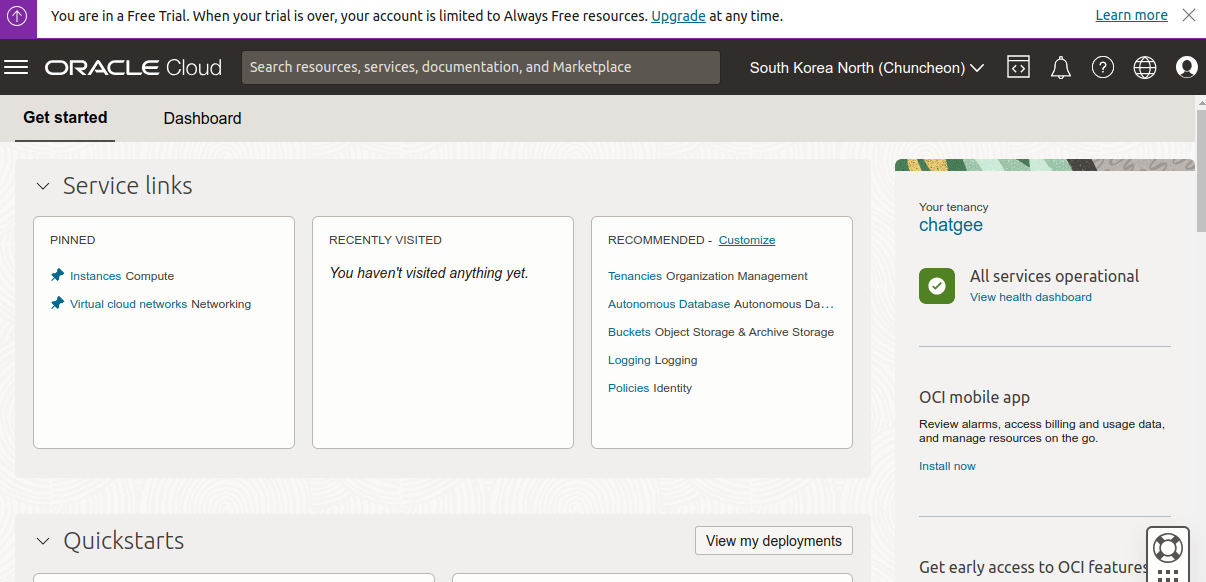 You are in a Free Trial. When your trial is over, your account is limited to Always Free resources. Upgrade at any time.
Learn more
ORACLE Cloud
Search resources, services, documentation, and Marketplace
South Korea North (Chuncheon)
Get started
Dashboard
Service links
PINNED
Instances Compute
Virtual cloud networks Networking
RECENTLY VISITED
You haven't visited anything yet.
RECOMMENDED - Customize
Tenancies Organization Management
Autonomous Database Autonomous Da...
Buckets Object Storage & Archive Storage
Logging Logging
Policies Identity
Your tenancy
chatgee
All services operational
View health dashboard
OCI mobile app
Review alarms, access billing and usage data,
and manage resources on the go.
Install now
Quickstarts
View my deployments
Get early access to OCI features